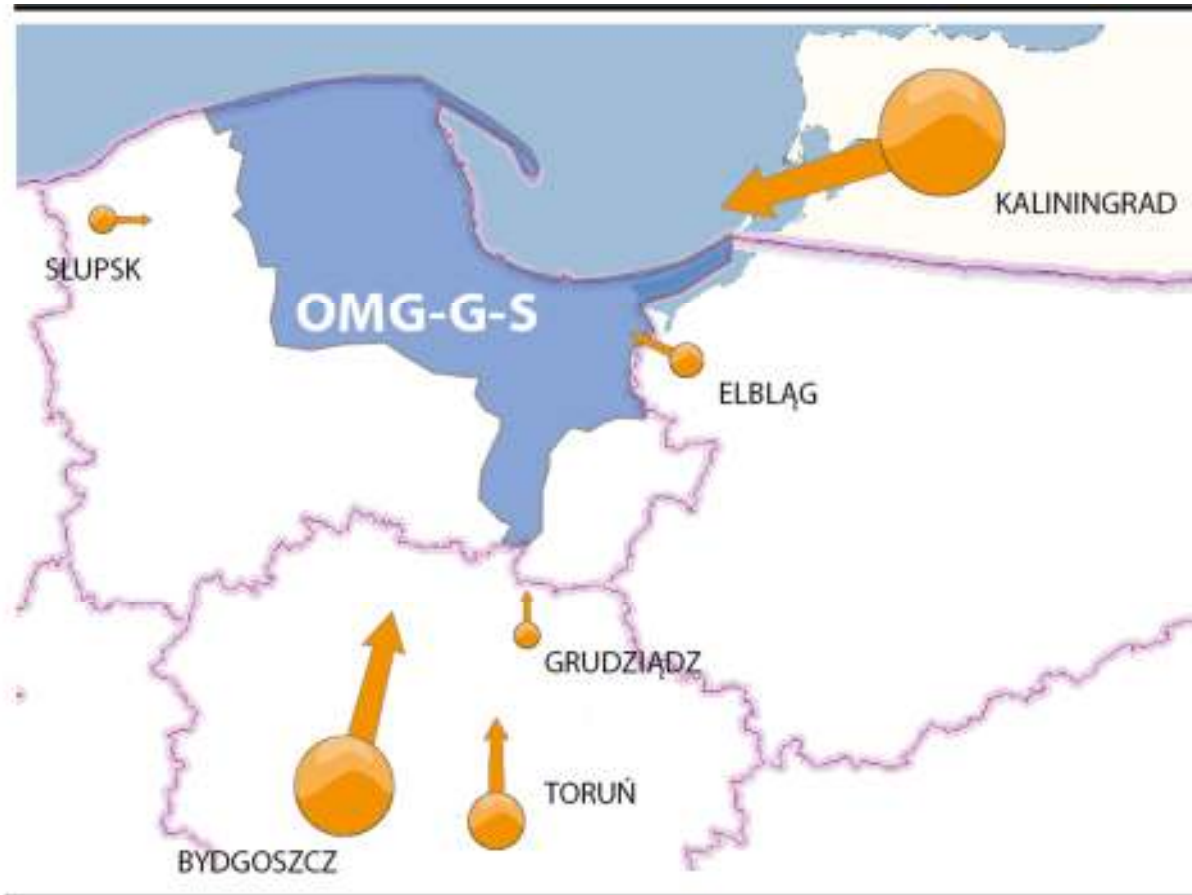 KALININGRAD
SŁUPSK
OMG-G-S
ELBLĄG
GRUDZIĄDZ
TORUŃ
BYDGOSZCZ